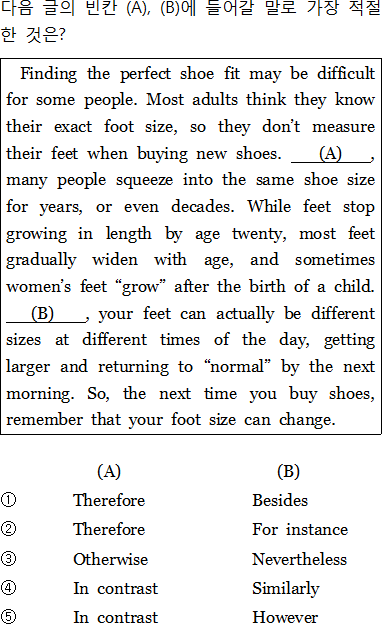 다음 글의 빈칸 (A), (B)에 들어갈 말로 가장 적절
한 것은?
Finding the perfect shoe fit may be difficult
for some people. Most adults think they know
their exact foot size, so they don't measure
their feet when buying new shoes. (A) ,
many people squeeze into the same shoe size
for years, or even decades. While feet stop
growing in length by age twenty, most feet
gradually widen with age, and sometimes
women's feet “grow” after the birth of a child.
(B) , your feet can actually be different
sizes at different times of the day, getting
larger and returning to “normal” by the next
morning. So, the next time you buy shoes,
remember that your foot size can change.
(A) (B)
① Therefore Besides
② Therefore For instance
③ Otherwise Nevertheless
④ In contrast Similarly
⑤ In contrast However